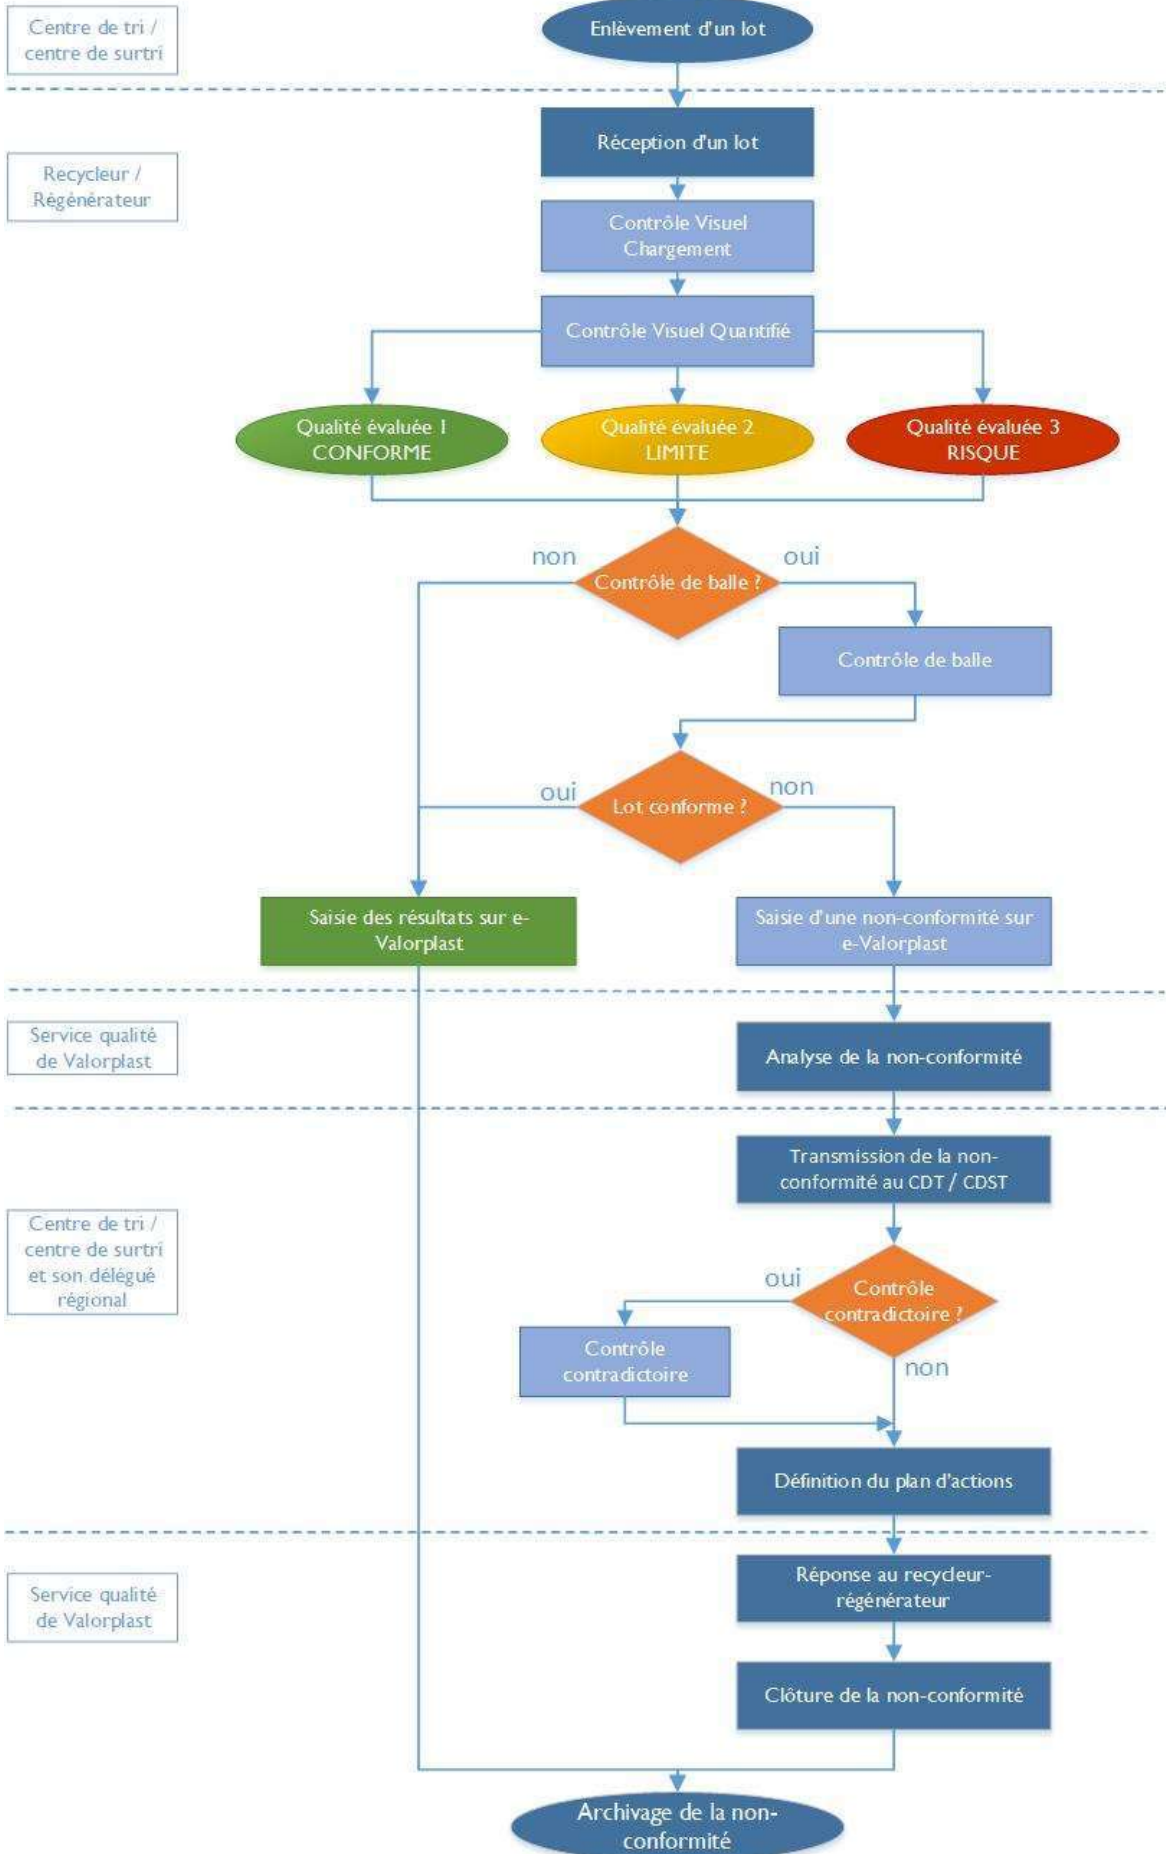 Centre de tri /
centre de surtri
Enlèvement d'un lot
Réception d'un lot
Recycleur /
Régénérateur
Contrôle Visuel
Chargement
Contrôle Visuel Quantifié
Qualité évaluée 1
CONFORME
Qualité évaluée 2
LIMITE
Qualité évaluée 3
RISQUE
non
oui
Contrôle de balle ?
Contrôle de balle
oui
non
Lot conforme ?
Saisie des résultats sur e-
Valorplast
Saisie d'une non-conformité sur
e-Valorplast
Service qualité
de Valorplast
Analyse de la non-conformité
Transmission de la non-
conformité au CDT / CDST
Centre de tri /
centre de surtri
et son délégué
régional
oui
Contrôle
contradictoire ?
Contrôle
contradictoire
non
Définition du plan d'actions
Service qualité
de Valorplast
Réponse au recycleur-
régénérateur
Clôture de la non-conformité
Archivage de la non-
conformité